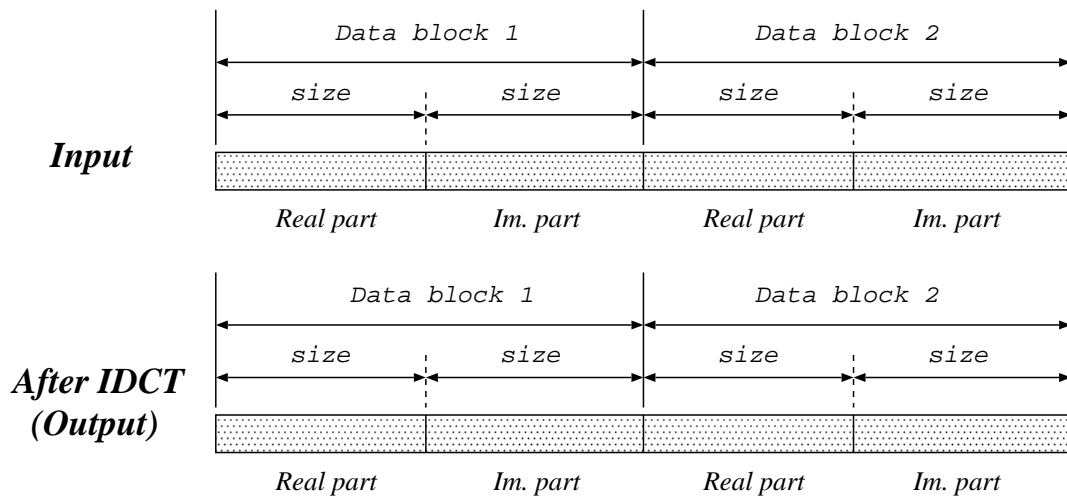 Data block 1 Data block 2
size size size size
Input
Real part Im. part Real part Im. part
Data block 1 Data block 2
size size size size
After IDCT
(Output)
Real part Im. part Real part Im. part